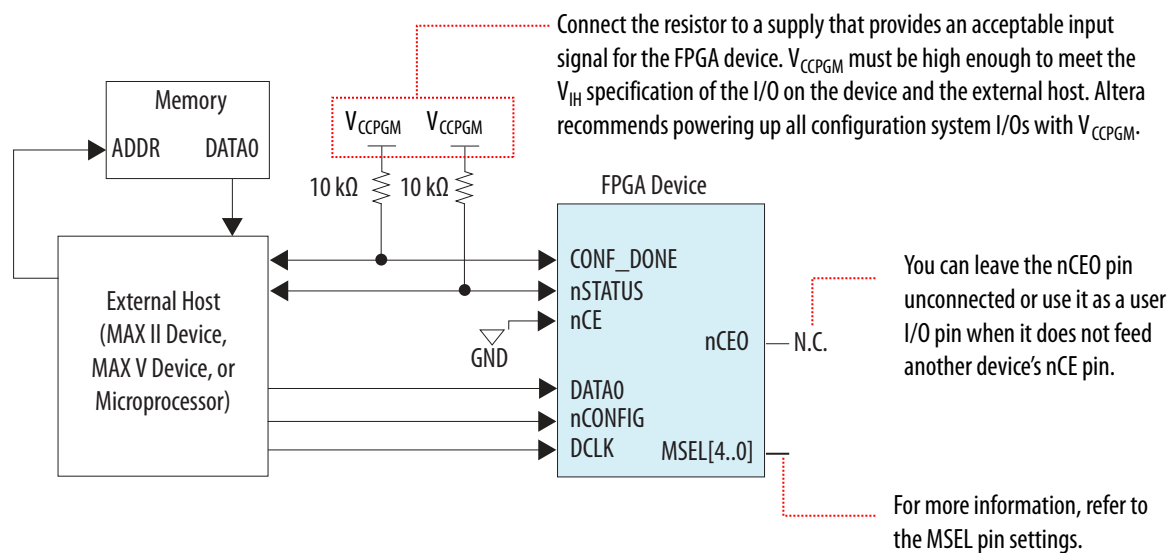 Connect the resistor to a supply that provides an acceptable input
signal for the FPGA device. VCCPGM must be high enough to meet the
VIH specification of the I/O on the device and the external host. Altera
recommends powering up all configuration system I/Os with VCCPGM.
Memory
ADDR DATA0
VCCPGM VCCPGM
10 kΩ 10 kΩ
FPGA Device
External Host
(MAX II Device,
MAX V Device, or
Microprocessor)
CONF_DONE
nSTATUS
nCE
GND
nCEO
N.C.
DATA0
nCONFIG
DCLK
MSEL[4..0]
You can leave the nCEO pin
unconnected or use it as a user
I/O pin when it does not feed
another device's nCE pin.
For more information, refer to
the MSEL pin settings.